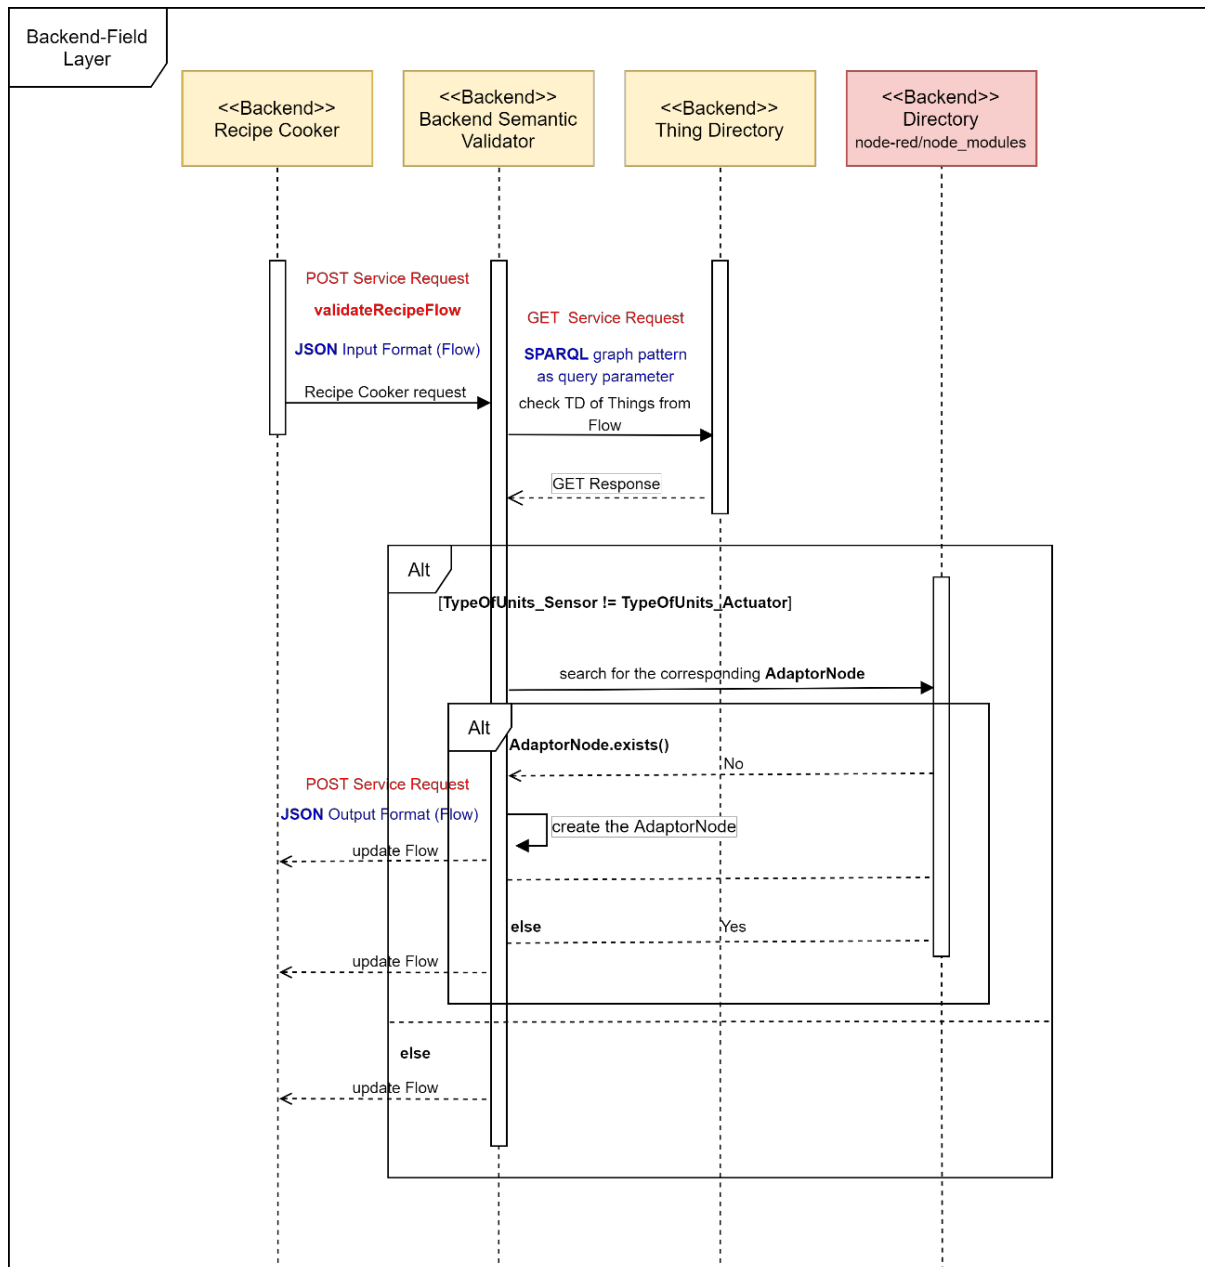 Backend-Field
Layer
<<Backend>>
Recipe Cooker
<<Backend>>
Backend Semantic
Validator
<<Backend>>
Thing Directory
<<Backend>>
Directory
node-red/node_modules
POST Service Request
validateRecipeFlow
JSON Input Format (Flow)
Recipe Cooker request
GET  Service Request
SPARQL graph pattern
as query parameter
check TD of Things from
Flow
GET Response
Alt
[TypeOfUnits_Sensor != TypeOfUnits_Actuator]
search for the corresponding AdaptorNode
Alt
AdaptorNode.exists()
No
POST Service Request
JSON Output Format (Flow)
create the AdaptorNode
update Flow
else
Yes
update Flow
else
update Flow